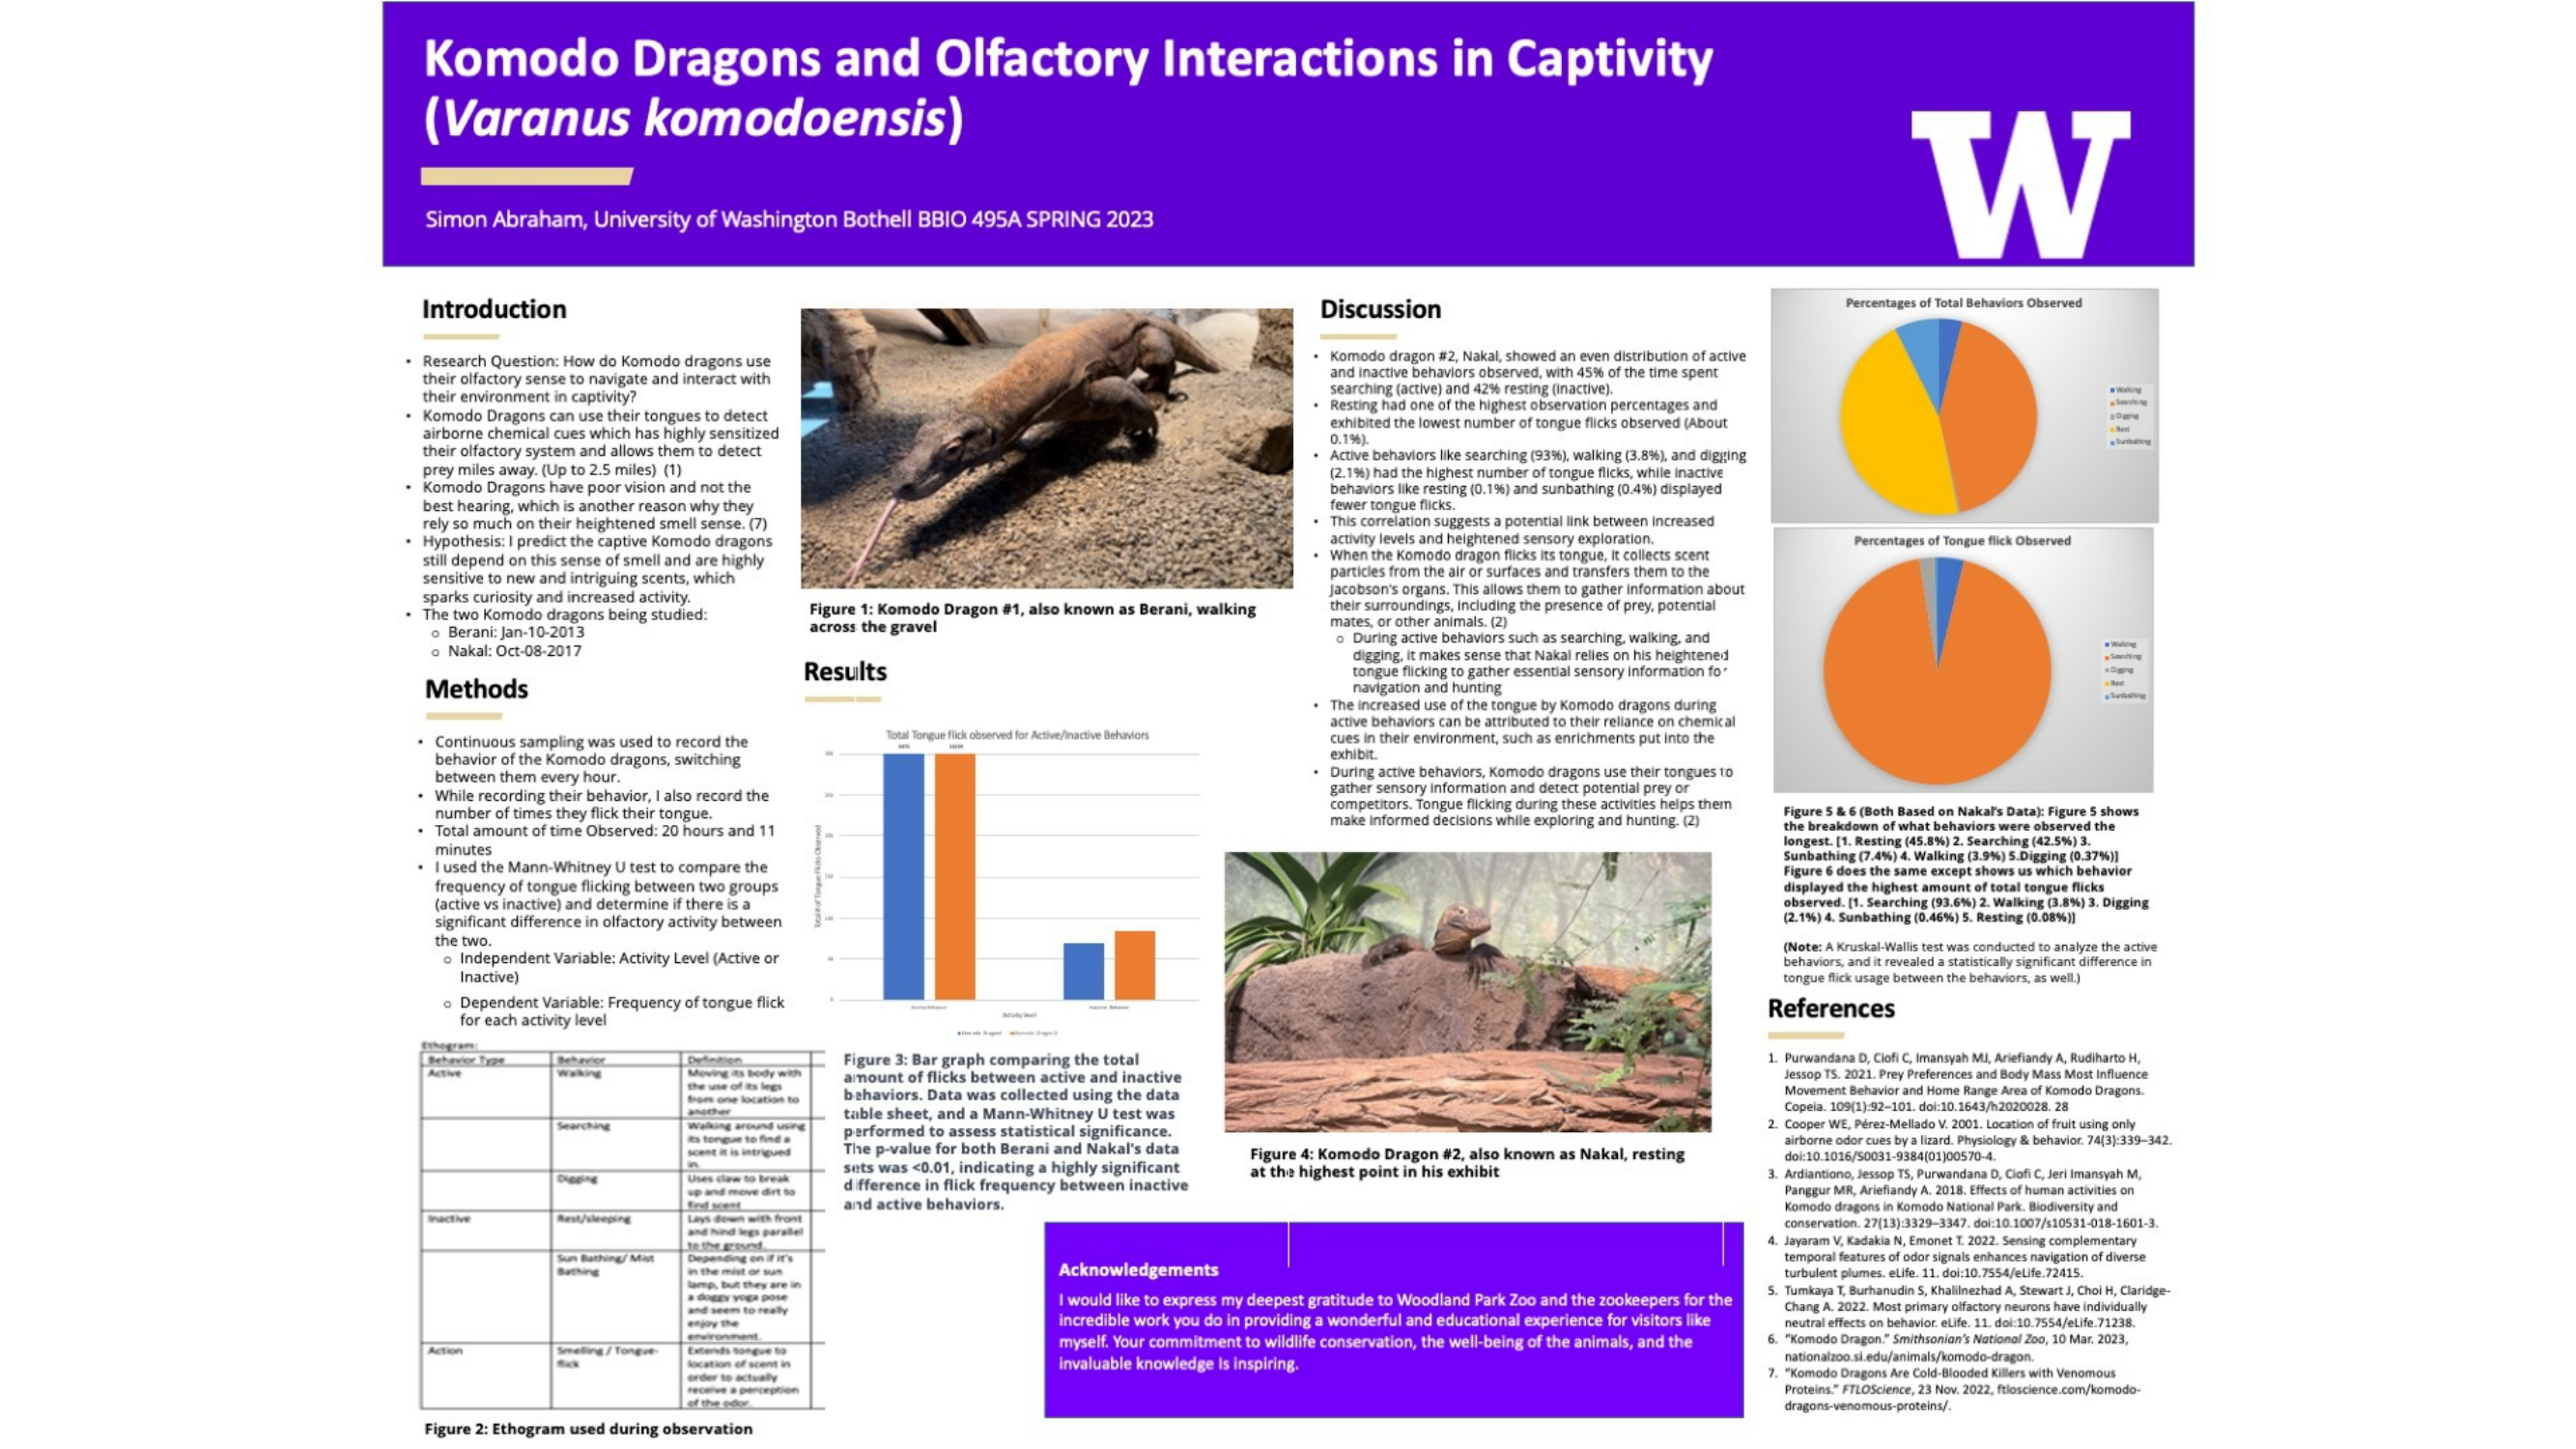 Komodo Dragons and Olfactory Interactions in Captivity
(Varanus komodoensis)
Simon Abraham, University of Washington Bothell BBIO 495A SPRING 2023
W
Introduction
• Research Question: How do Komodo dragons use
their olfactory sense to navigate and interact with
their environment in captivity?
• Komodo Dragons can use their tongues to detect
airborne chemical cues which has highly sensitized
their olfactory system and allows them to detect
prey miles away. (Up to 2.5 miles) (1)
• Komodo Dragons have poor vision and not the
best hearing, which is another reason why they
rely so much on their heightened smell sense. (7)
• Hypothesis: I predict the captive Komodo dragons
still depend on this sense of smell and are highly
sensitive to new and intriguing scents, which
sparks curiosity and increased activity.
• The two Komodo dragons being studied:
o Berani: Jan-10-2013
o Nakal: Oct-08-2017
Methods
• Continuous sampling was used to record the
behavior of the Komodo dragons, switching
between them every hour.
• While recording their behavior, I also record the
number of times they flick their tongue.
• Total amount of time Observed: 20 hours and 11
minutes
• I used the Mann-Whitney U test to compare the
frequency of tongue flicking between two groups
(active vs inactive) and determine if there is a
significant difference in olfactory activity between
the two.
o Independent Variable: Activity Level (Active or
Inactive)
o Dependent Variable: Frequency of tongue flick
for each activity level
Ethogram:
Behavior Type Behavior Definition
Active Walking Moving its body with
the use of its legs
from one location to
another
Searching Walking around using
its tongue to find a
scent it is intrigued
in.
Digging Uses claw to break
up and move dirt to
find scent
Inactive Rest/sleeping Lays down with front
and hind legs parallel
to the ground.
Sun Bathing/ Mist Depending on if it's
Bathing in the mist or sun
lamp, but they are in
a doggy yoga pose
and seem to really
enjoy the
environment.
Action Smelling / Tongue- Extends tongue to
flick location of scent in
order to actually
receive a perception
of the odor.
Figure 2: Ethogram used during observation
Figure 1: Komodo Dragon #1, also known as Berani, walking
across the gravel
Results
Total Tongue flick observed for Active/Inactive Behaviors
300
250
200
150
100
50
0
Total # of Tongue Flicks Observed
Active Behavior Inactive Behavior
Activity level
Komodo Dragon1 Komodo Dragon 2
Figure 3: Bar graph comparing the total
amount of flicks between active and inactive
behaviors. Data was collected using the data
table sheet, and a Mann-Whitney U test was
performed to assess statistical significance.
The p-value for both Berani and Nakal's data
sets was <0.01, indicating a highly significant
difference in flick frequency between inactive
and active behaviors.
Discussion
• Komodo dragon #2, Nakal, showed an even distribution of active
and inactive behaviors observed, with 45% of the time spent
searching (active) and 42% resting (inactive).
• Resting had one of the highest observation percentages and
exhibited the lowest number of tongue flicks observed (About
0.1%).
• Active behaviors like searching (93%), walking (3.8%), and digging
(2.1%) had the highest number of tongue flicks, while inactive
behaviors like resting (0.1%) and sunbathing (0.4%) displayed
fewer tongue flicks.
• This correlation suggests a potential link between increased
activity levels and heightened sensory exploration.
• When the Komodo dragon flicks its tongue, it collects scent
particles from the air or surfaces and transfers them to the
Jacobson's organs. This allows them to gather information about
their surroundings, including the presence of prey, potential
mates, or other animals. (2)
o During active behaviors such as searching, walking, and
digging, it makes sense that Nakal relies on his heightened
tongue flicking to gather essential sensory information for
navigation and hunting
• The increased use of the tongue by Komodo dragons during
active behaviors can be attributed to their reliance on chemical
cues in their environment, such as enrichments put into the
exhibit.
• During active behaviors, Komodo dragons use their tongues to
gather sensory information and detect potential prey or
competitors. Tongue flicking during these activities helps them
make informed decisions while exploring and hunting. (2)
Figure 4: Komodo Dragon #2, also known as Nakal, resting
at the highest point in his exhibit
Acknowledgements
I would like to express my deepest gratitude to Woodland Park Zoo and the zookeepers for the
incredible work you do in providing a wonderful and educational experience for visitors like
myself. Your commitment to wildlife conservation, the well-being of the animals, and the
invaluable knowledge Is inspiring.
Percentages of Total Behaviors Observed
Walking
Searching
Digging
Rest
Sunbathing
Percentages of Tongue flick Observed
Walking
Searching
Digging
Rest
Sunbathing
Figure 5 & 6 (Both Based on Nakal's Data): Figure 5 shows
the breakdown of what behaviors were observed the
longest. [1. Resting (45.8%) 2. Searching (42.5%) 3.
Sunbathing (7.4%) 4. Walking (3.9%) 5.Digging (0.37%)]
Figure 6 does the same except shows us which behavior
displayed the highest amount of total tongue flicks
observed. [1. Searching (93.6%) 2. Walking (3.8%) 3. Digging
(2.1%) 4. Sunbathing (0.46%) 5. Resting (0.08%)]
(Note: A Kruskal-Wallis test was conducted to analyze the active
behaviors, and it revealed a statistically significant difference in
tongue flick usage between the behaviors, as well.)
References
1. Purwandana D, Ciofi C, Imansyah MJ, Ariefiandy A, Rudiharto H,
Jessop TS. 2021. Prey Preferences and Body Mass Most Influence
Movement Behavior and Home Range Area of Komodo Dragons.
Copeia. 109(1):92–101. doi:10.1643/h2020028. 28
2. Cooper WE, Pérez-Mellado V. 2001. Location of fruit using only
airborne odor cues by a lizard. Physiology & behavior. 74(3):339–342.
doi:10.1016/S0031-9384(01)00570-4.
3. Ardiantiono, Jessop TS, Purwandana D, Ciofi C, Jeri Imansyah M,
Panggur MR, Ariefiandy A. 2018. Effects of human activities on
Komodo dragons in Komodo National Park. Biodiversity and
conservation. 27(13):3329–3347. doi:10.1007/s10531-018-1601-3.
4. Jayaram V, Kadakia N, Emonet T. 2022. Sensing complementary
temporal features of odor signals enhances navigation of diverse
turbulent plumes. eLife. 11. doi:10.7554/eLife.72415.
5. Tumkaya T, Burhanudin S, Khalilnezhad A, Stewart J, Choi H, Claridge-
Chang A. 2022. Most primary olfactory neurons have individually
neutral effects on behavior. eLife. 11. doi:10.7554/eLife.71238.
6. "Komodo Dragon." Smithsonian's National Zoo, 10 Mar. 2023,
nationalzoo.si.edu/animals/komodo-dragon.
7. "Komodo Dragons Are Cold-Blooded Killers with Venomous
Proteins." FTLOScience, 23 Nov. 2022, ftloscience.com/komodo-
dragons-venomous-proteins/.